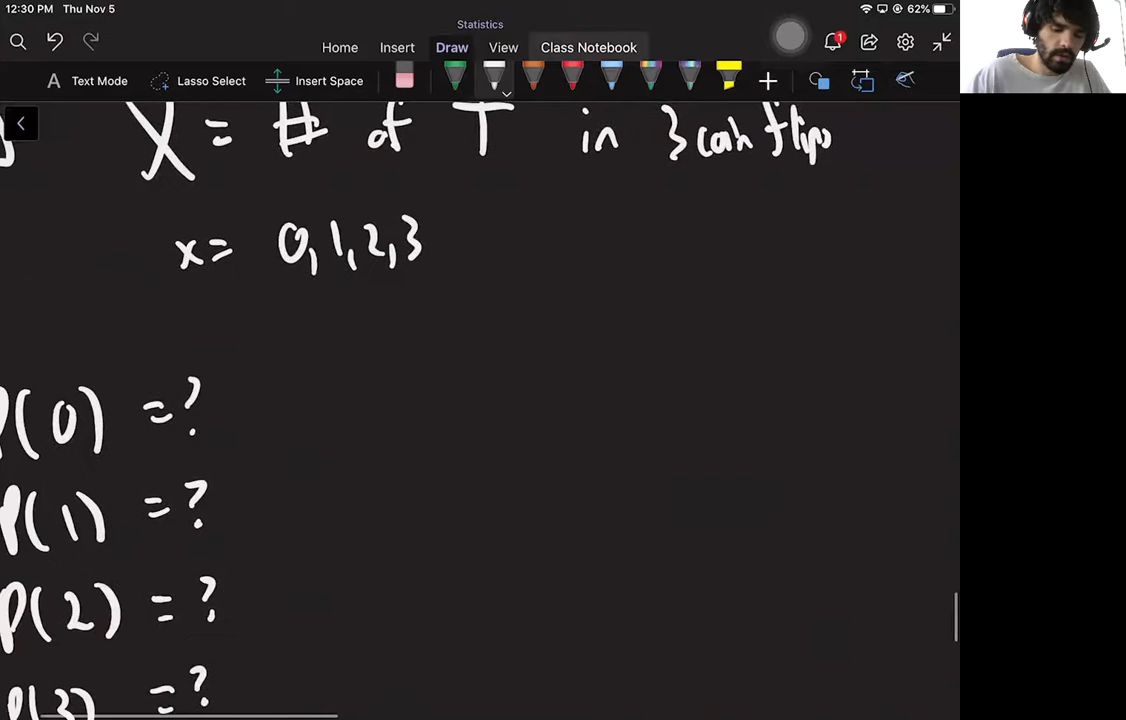 12:30 PM Thu Nov 5
62%
Statistics
Home Insert Draw View Class Notebook
1
Text Mode Lasso Select Insert Space
X = # of T in 3 coin flips
x = 0, 1, 2, 3
P(0) = ?
P(1) = ?
P(2) = ?
P(3) = ?